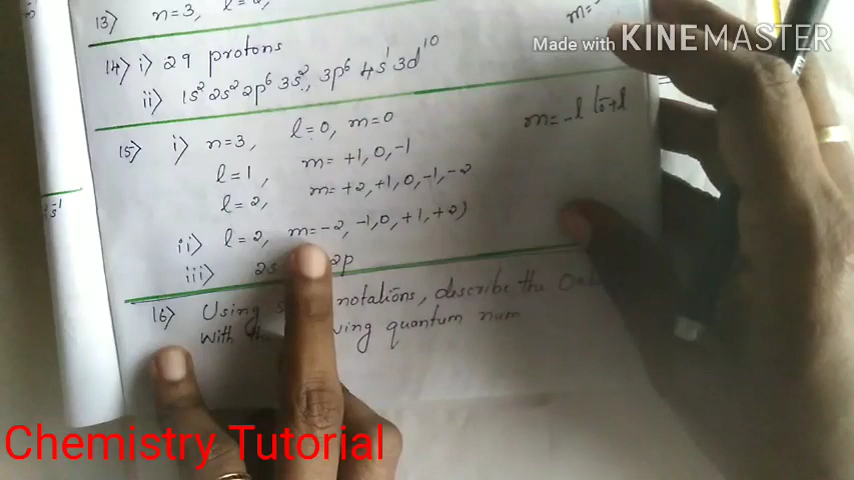 13) n=3,
Made with KINEMASTER
14) i) 29 protons
ii) 1s² 2s² 2p⁶ 3s², 3p⁶ 4s¹ 3d¹⁰
15) i) n=3, l=0, m=0
m= -l to +l
l=1, m= +1, 0, -1
l=2, m= +2, +1, 0, -1, -2
ii) l=2, m= -2, -1, 0, +1, +2)
iii) 2s 2p
16) Using notations, describe the
with quantum num
Chemistry Tutorial